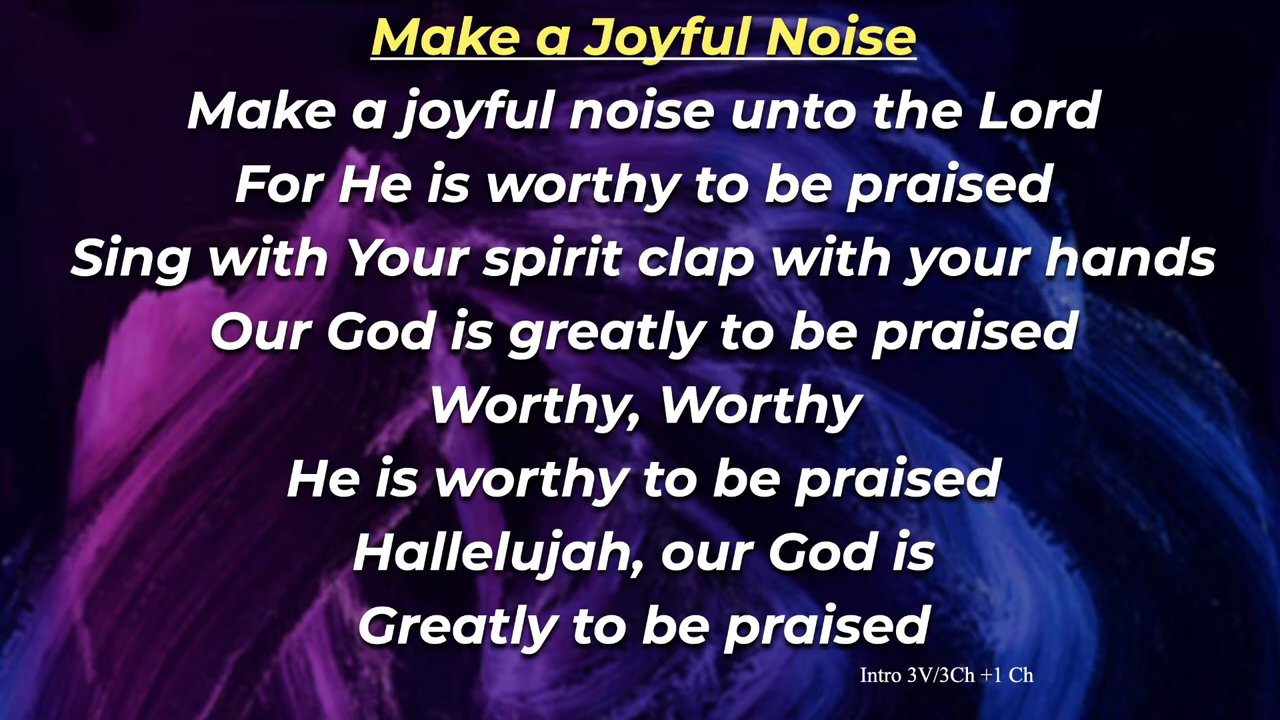 Make a Joyful Noise
Make a joyful noise unto the Lord
For He is worthy to be praised
Sing with Your spirit clap with your hands
Our God is greatly to be praised
Worthy, Worthy
He is worthy to be praised
Hallelujah, our God is
Greatly to be praised
Intro 3V/3Ch +1 Ch